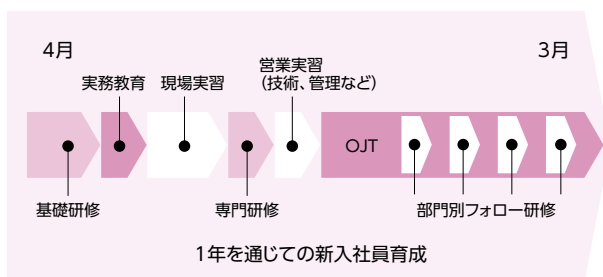 4月
3月
実務教育
現場実習
営業実習
（技術、管理など）
OJT
基礎研修
専門研修
部門別フォロー研修
1年を通じての新入社員育成